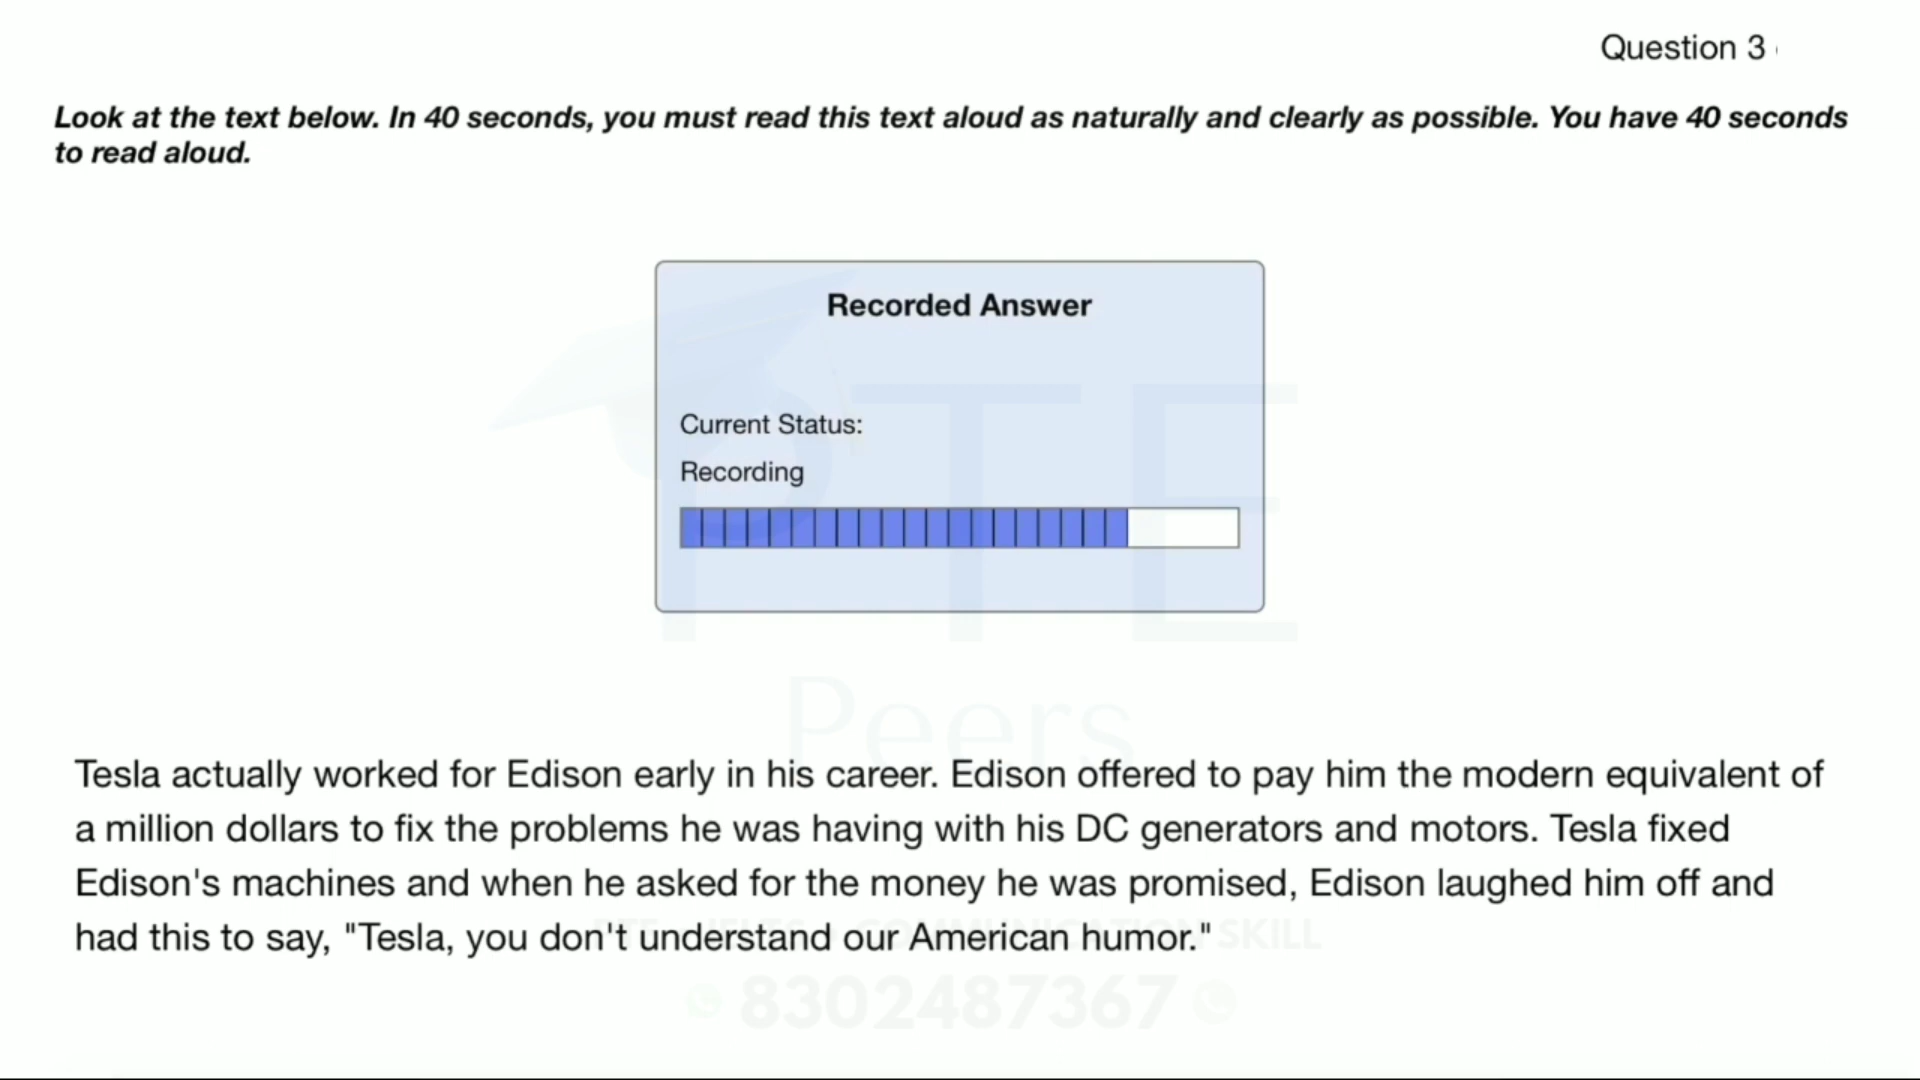 Question 3
Look at the text below. In 40 seconds, you must read this text aloud as naturally and clearly as possible. You have 40 seconds
to read aloud.
Recorded Answer
Current Status:
Recording
PTE
Peers
Tesla actually worked for Edison early in his career. Edison offered to pay him the modern equivalent of
a million dollars to fix the problems he was having with his DC generators and motors. Tesla fixed
Edison's machines and when he asked for the money he was promised, Edison laughed him off and
had this to say, "Tesla, you don't understand our American humor."
PTE IELTS COMMUNICATION SKILL
8302487367